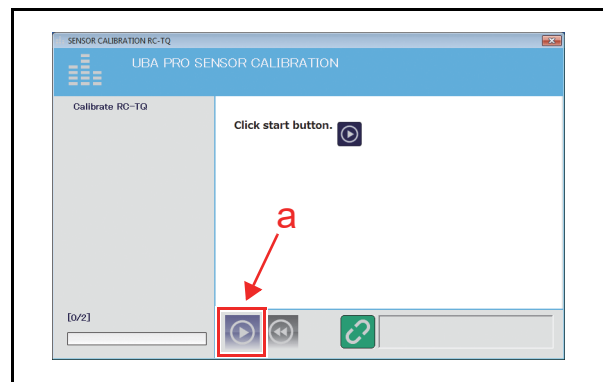 SENSOR CALIBRATION RC-TQ
UBA PRO SENSOR CALIBRATION
Calibrate RC-TQ
Click start button.
a
[0/2]